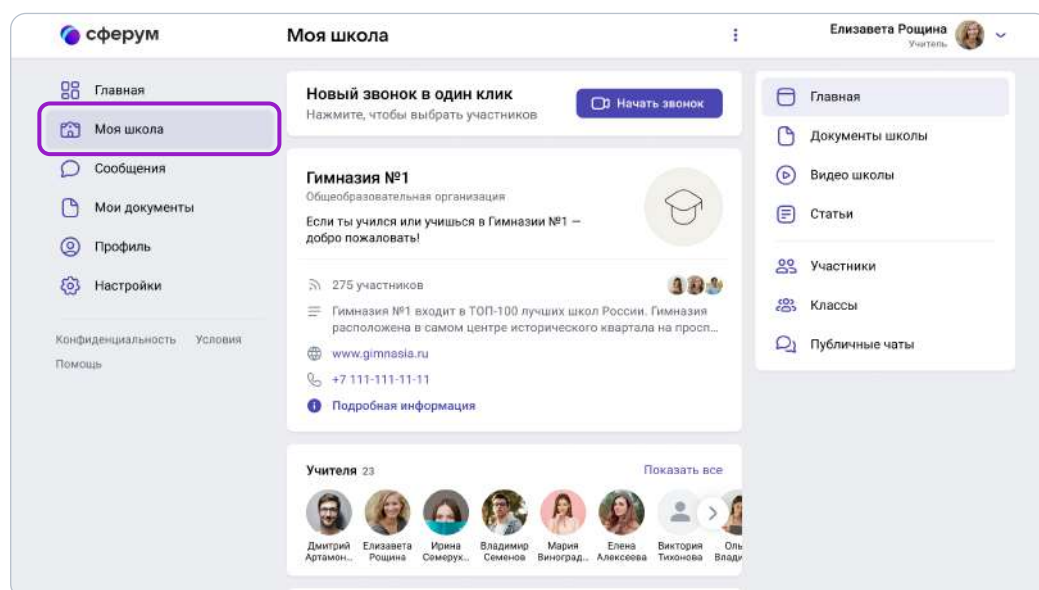 сферум
Моя школа
Елизавета Рощина
Учитель
Главная
Моя школа
Сообщения
Мои документы
Профиль
Настройки
Конфиденциальность Условия
Помощь
Новый звонок в один клик
Нажмите, чтобы выбрать участников
Начать звонок
Гимназия №1
Общеобразовательная организация
Если ты учился или учишься в Гимназии №1 —
добро пожаловать!
275 участников
Гимназия №1 входит в ТОП-100 лучших школ России. Гимназия
расположена в самом центре исторического квартала на просп...
www.gimnasia.ru
+7 111-111-11-11
Подробная информация
Учителя 23
Показать все
Дмитрий Артамон...
Елизавета Рощина
Ирина Семерух...
Владимир Семенов
Мария Виноград...
Елена Алексеева
Виктория Тихонова
Оль
Влади
Главная
Документы школы
Видео школы
Статьи
Участники
Классы
Публичные чаты